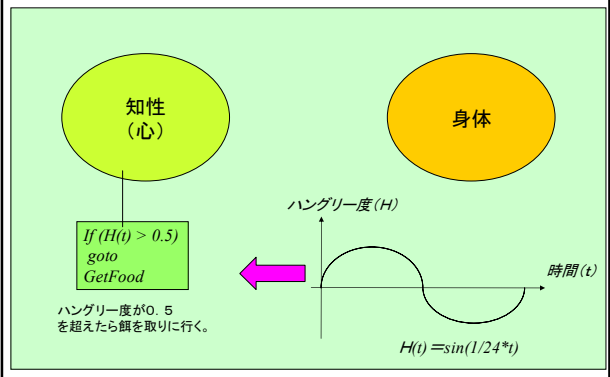 知性
（心）
身体
If (H(t) > 0.5)
goto
GetFood
ハングリー度が０．５
を超えたら餌を取りに行く。
ハングリー度（H）
時間（t）
H(t)＝sin(1/24*t)